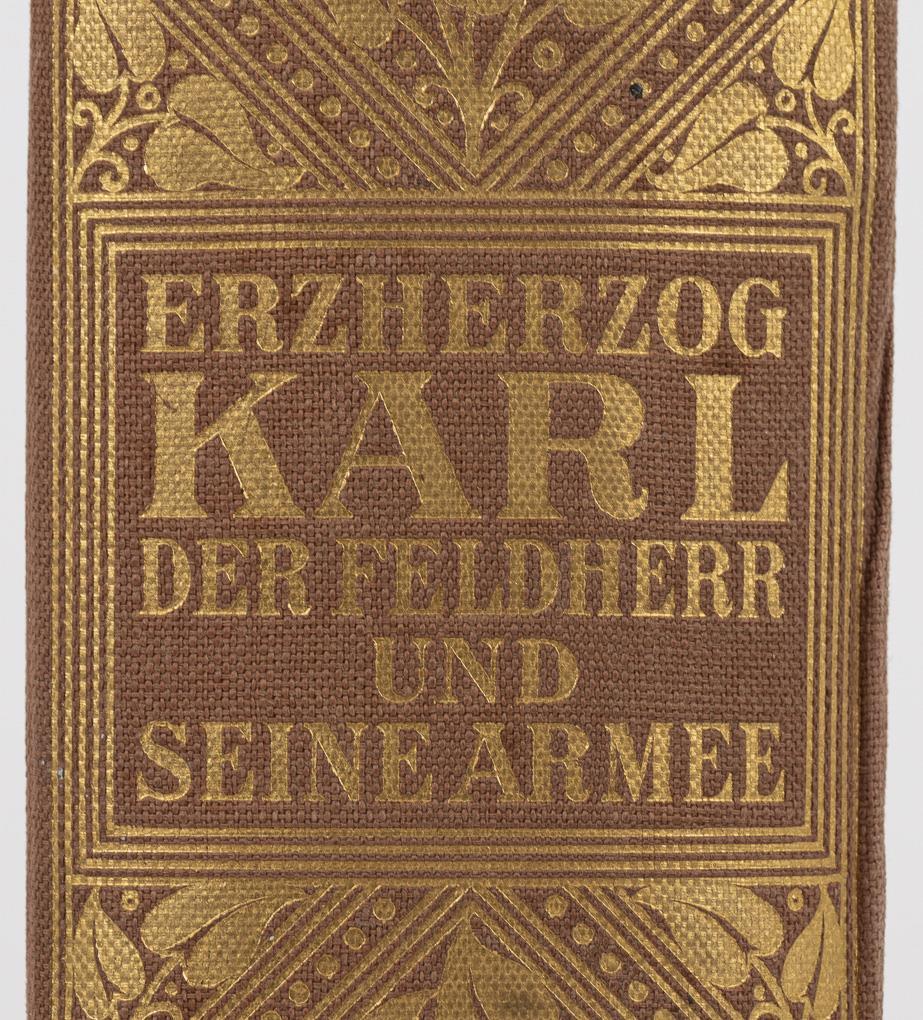 ERZHERZOG
KARL
DER FELDHERR
UND
SEINE ARMEE